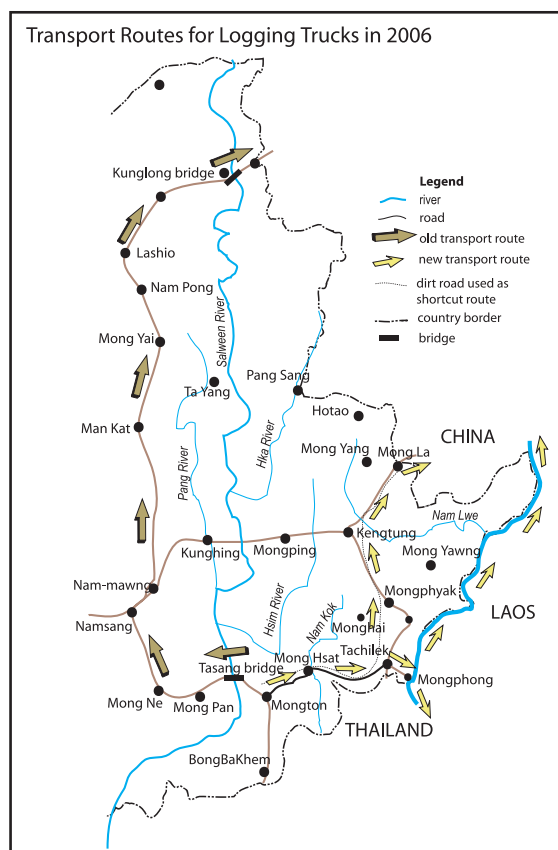 Transport Routes for Logging Trucks in 2006
Kunglong bridge
Legend
river
road
old transport route
new transport route
dirt road used as
shortcut route
country border
bridge
Lashio
Nam Pong
Salween River
Mong Yai
Ta Yang
Pang Sang
Hotao
Man Kat
Pang River
Hka River
Mong Yang
Mong La
CHINA
Nam Lwe
Kunghing
Mongping
Kengtung
Mong Yawng
Nam-mawng
Hsim River
Nam Kok
Mongphyak
LAOS
Namsang
Monghai
Tasang bridge
Mong Hsat
Tachilek
Mong Ne
Mong Pan
Mongton
Mongphong
THAILAND
BongBaKhem